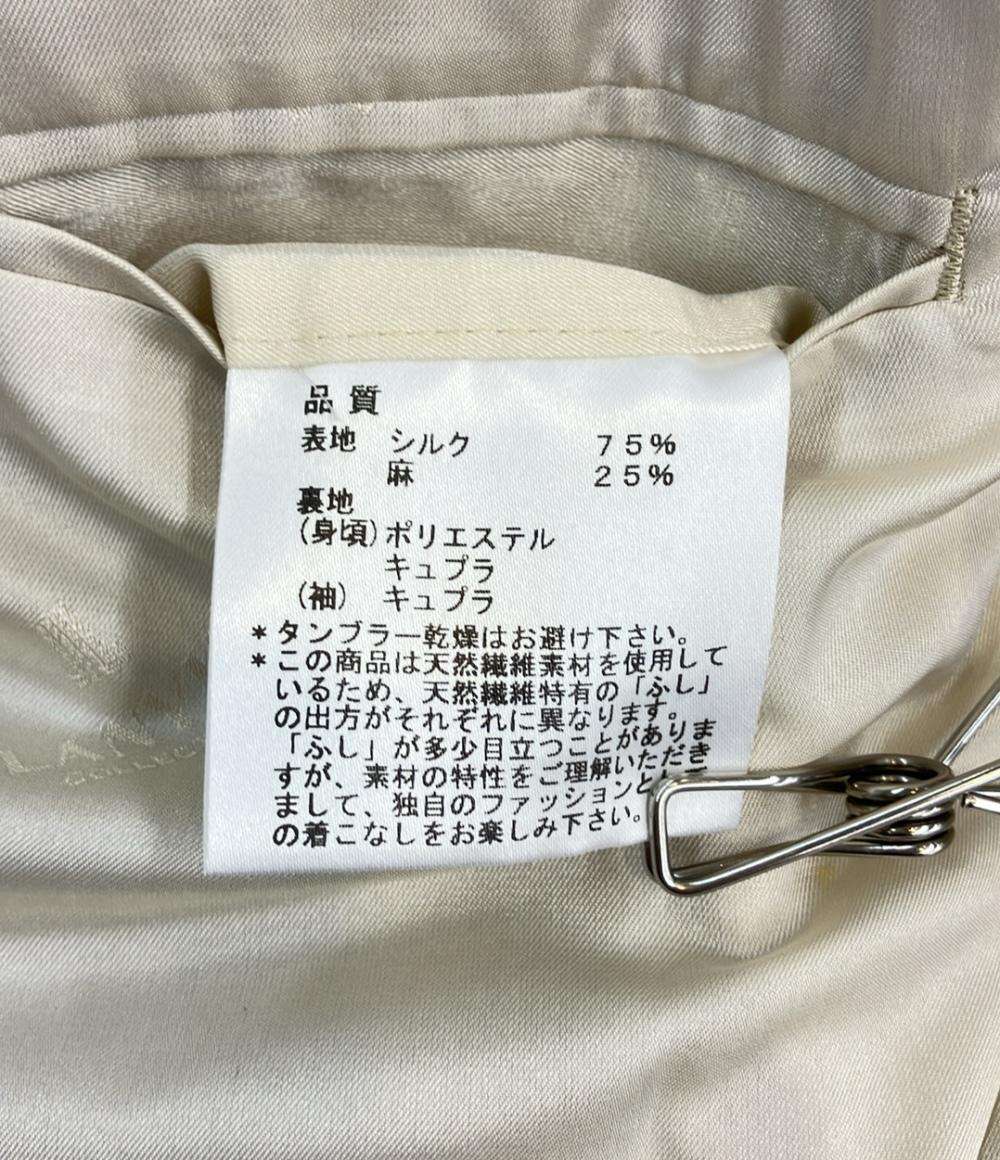 品質
表地 シルク 75%
麻 25%
裏地
(身頃)ポリエステル
キュプラ
(袖) キュプラ
*タンブラー乾燥はお避け下さい。
*この商品は天然繊維素材を使用して
いるため、天然繊維特有の「ふし」
の出方がそれぞれに異なります。
「ふし」が多少目立つことがありま
すが、素材の特性をご理解いただき
まして、独自のファッションとして
の着こなしをお楽しみ下さい。